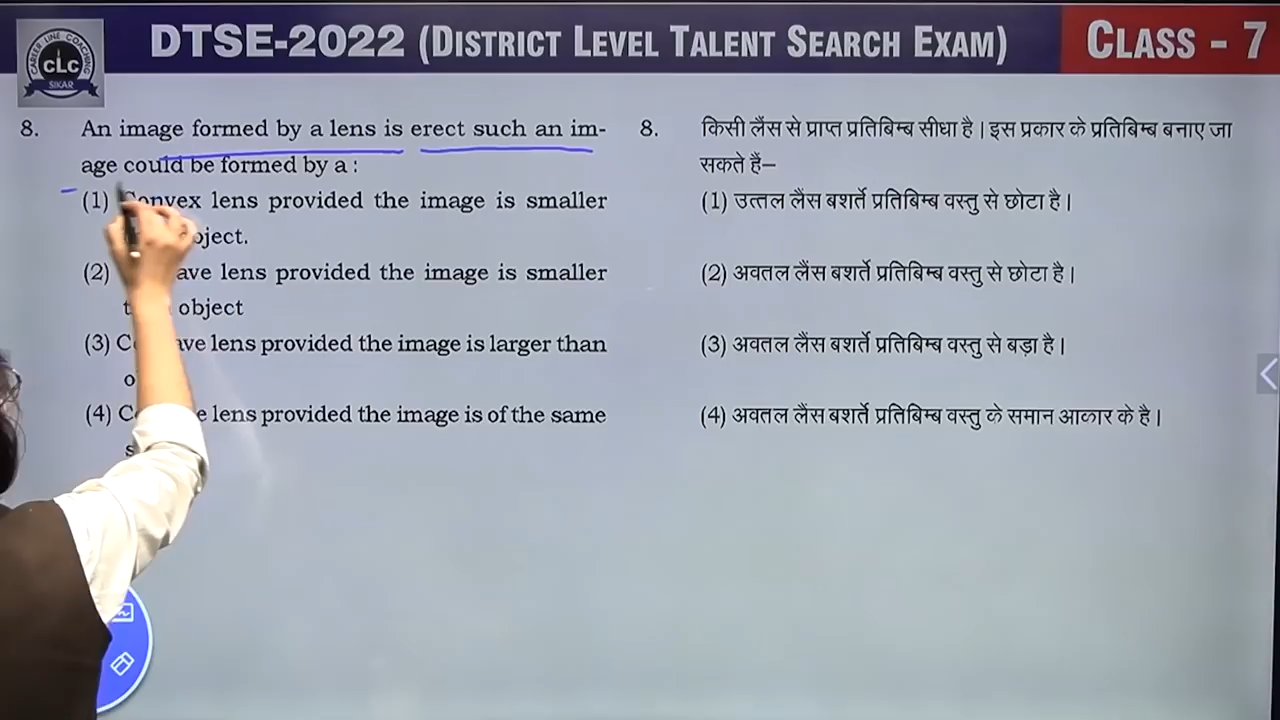 DTSE-2022 (DISTRICT LEVEL TALENT SEARCH EXAM)
CLASS - 7
CAREER LINE COACHING
CLC
SIKAR
8. An image formed by a lens is erect such an im-
age could be formed by a :
(1) Convex lens provided the image is smaller
object.
(2) lens provided the image is smaller
object
(3) lens provided the image is larger than
(4) lens provided the image is of the same
8. किसी लैंस से प्राप्त प्रतिबिम्ब सीधा है। इस प्रकार के प्रतिबिम्ब बनाए जा
सकते हैं–
(1) उत्तल लैंस बशर्ते प्रतिबिम्ब वस्तु से छोटा है।
(2) अवतल लैंस बशर्ते प्रतिबिम्ब वस्तु से छोटा है।
(3) अवतल लैंस बशर्ते प्रतिबिम्ब वस्तु से बड़ा है।
(4) अवतल लैंस बशर्ते प्रतिबिम्ब वस्तु के समान आकार के है।